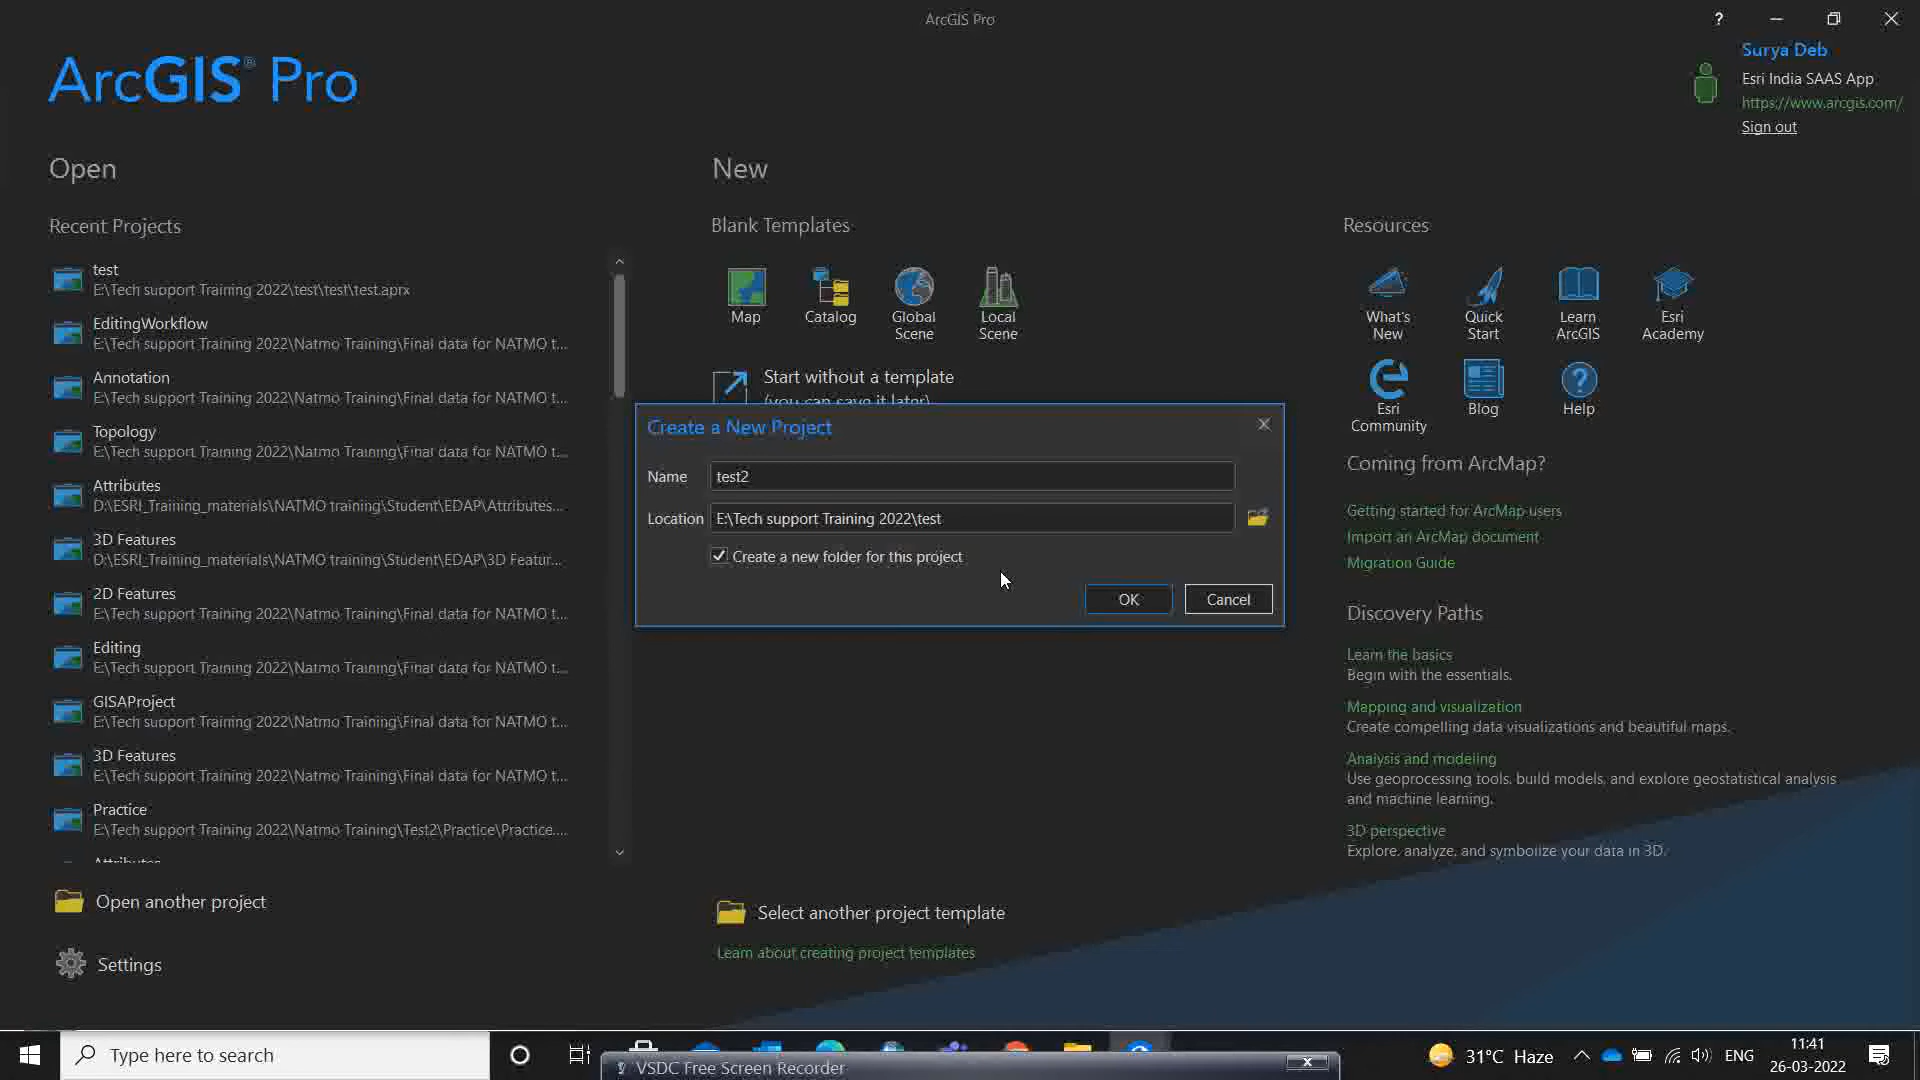 ArcGIS Pro
?
ArcGIS® Pro
Surya Deb
Esri India SAAS App
https://www.arcgis.com/
Sign out
Open
Recent Projects
test
E:\Tech support Training 2022\test\test\test.aprx
EditingWorkflow
E:\Tech support Training 2022\Natmo Training\Final data for NATMO t...
Annotation
E:\Tech support Training 2022\Natmo Training\Final data for NATMO t...
Topology
E:\Tech support Training 2022\Natmo Training\Final data for NATMO t...
Attributes
D:\ESRI_Training_materials\NATMO training\Student\EDAP\Attributes...
3D Features
D:\ESRI_Training_materials\NATMO training\Student\EDAP\3D Featur...
2D Features
E:\Tech support Training 2022\Natmo Training\Final data for NATMO t...
Editing
E:\Tech support Training 2022\Natmo Training\Final data for NATMO t...
GISAProject
E:\Tech support Training 2022\Natmo Training\Final data for NATMO t...
3D Features
E:\Tech support Training 2022\Natmo Training\Final data for NATMO t...
Practice
E:\Tech support Training 2022\Natmo Training\Test2\Practice\Practice....
Attributes
Open another project
Settings
New
Blank Templates
Map
Catalog
Global
Scene
Local
Scene
Start without a template
(you can save it later)
Create a New Project
Name
test2
Location
E:\Tech support Training 2022\test
Create a new folder for this project
OK
Cancel
Select another project template
Learn about creating project templates
Resources
What's
New
Quick
Start
Learn
ArcGIS
Esri
Academy
Esri
Community
Blog
Help
Coming from ArcMap?
Getting started for ArcMap users
Import an ArcMap document
Migration Guide
Discovery Paths
Learn the basics
Begin with the essentials.
Mapping and visualization
Create compelling data visualizations and beautiful maps.
Analysis and modeling
Use geoprocessing tools, build models, and explore geostatistical analysis
and machine learning.
3D perspective
Explore, analyze, and symbolize your data in 3D.
Type here to search
VSDC Free Screen Recorder
31°C Haze
ENG
11:41
26-03-2022